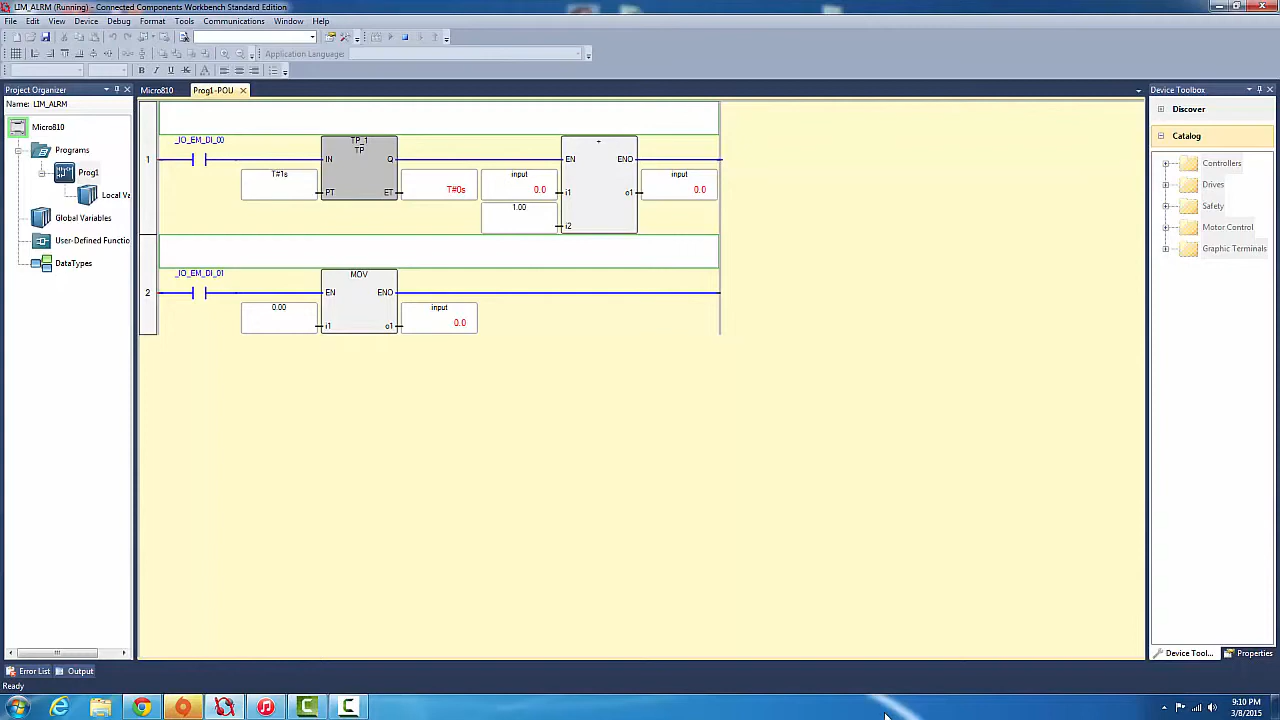 LIM_ALRM (Running) - Connected Components Workbench Standard Edition
File Edit View Debug Format Tools Communications Window Help
Application Language:
Project Organizer
Name: LIM_ALRM
Micro810
Programs
Prog1
Local Va
Global Variables
User-Defined Functio
DataTypes
Micro810 Prog1-POU
1
_IO_EM_DI_00
TP_1
TP
IN Q
T#1s
PT ET
T#0s
+
EN ENO
input
0.0
i1 o1
input
0.0
1.00
i2
2
_IO_EM_DI_01
MOV
EN ENO
0.00
i1 o1
input
0.0
Device Toolbox
Discover
Catalog
Controllers
Drives
Safety
Motor Control
Graphic Terminals
Device Tool... Properties
Error List Output
Ready
9:10 PM
3/8/2015